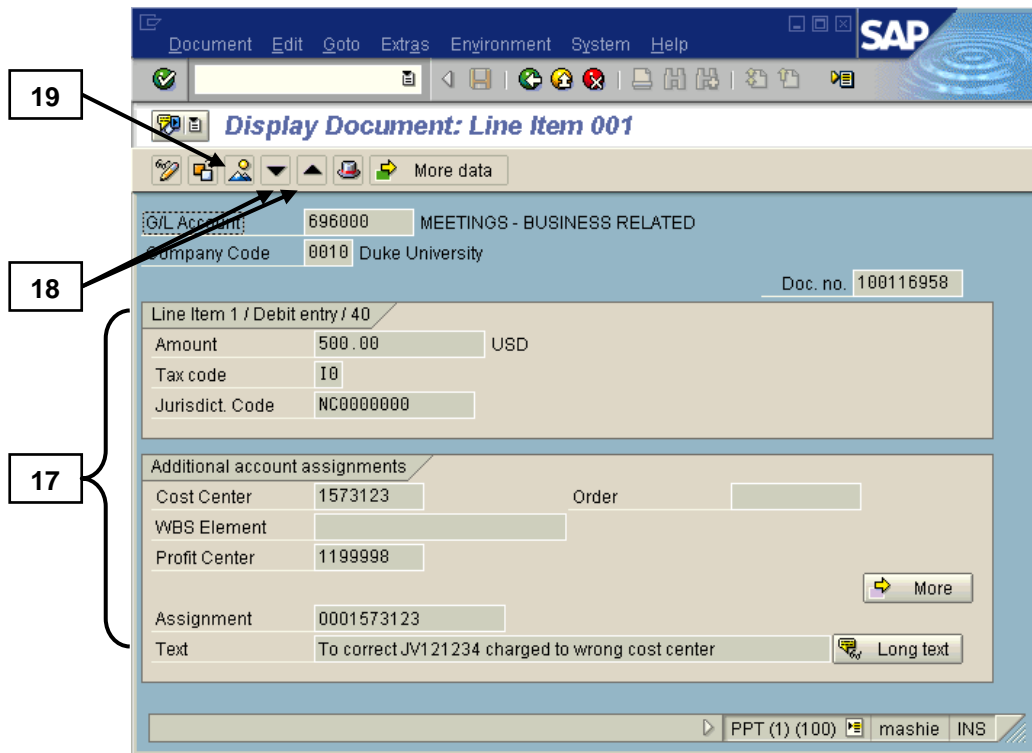 Document Edit Goto Extras Environment System Help
SAP
19
Display Document: Line Item 001
More data
G/L Account 696000 MEETINGS - BUSINESS RELATED
Company Code 0010 Duke University
18
Doc. no. 100116958
Line Item 1 / Debit entry / 40
Amount 500.00 USD
Tax code I0
Jurisdict. Code NC0000000
17
Additional account assignments
Cost Center 1573123 Order
WBS Element
Profit Center 1199998
More
Assignment 0001573123
Text To correct JV121234 charged to wrong cost center Long text
PPT (1) (100) mashie INS